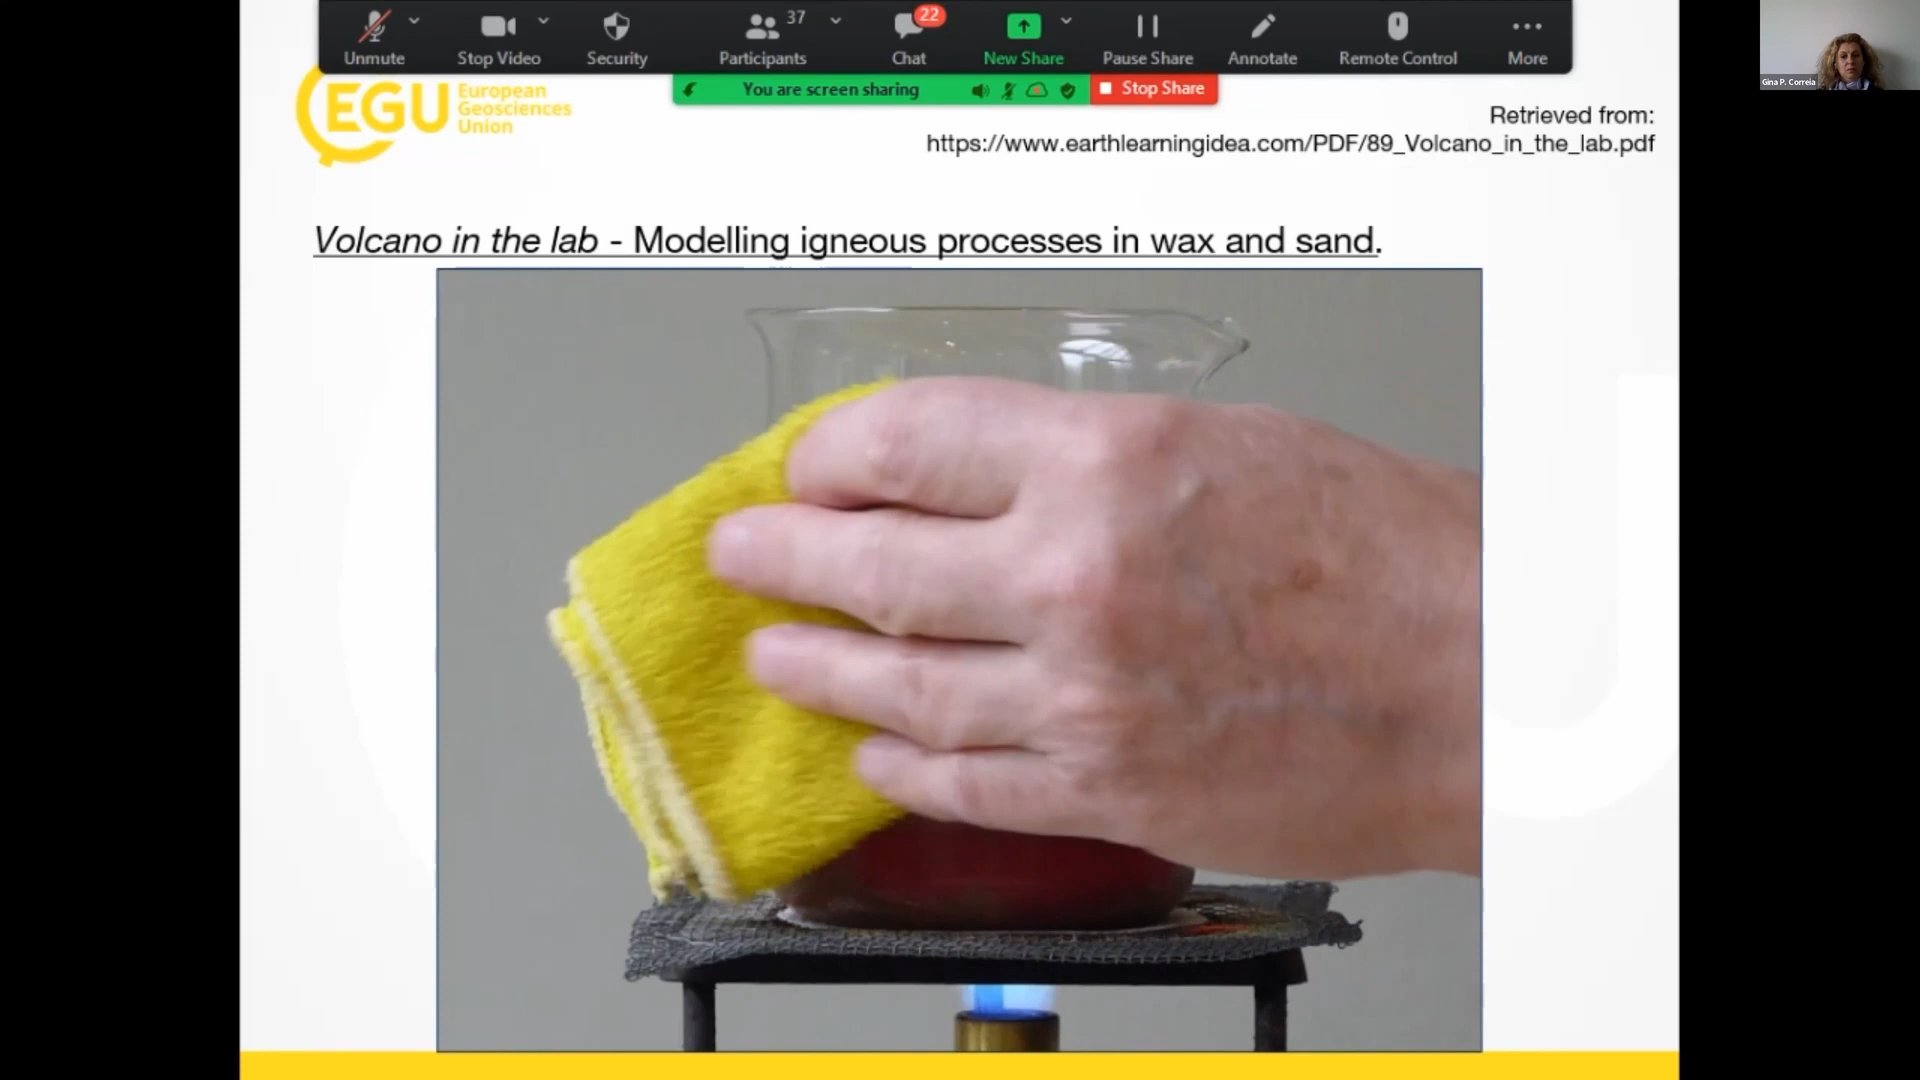 37
22
Unmute
Stop Video
Security
Participants
Chat
New Share
Pause Share
Annotate
Remote Control
More
You are screen sharing
Stop Share
Gina P. Correia
EGU
European
Geosciences
Union
Retrieved from:
https://www.earthlearningidea.com/PDF/89_Volcano_in_the_lab.pdf
Volcano in the lab - Modelling igneous processes in wax and sand.